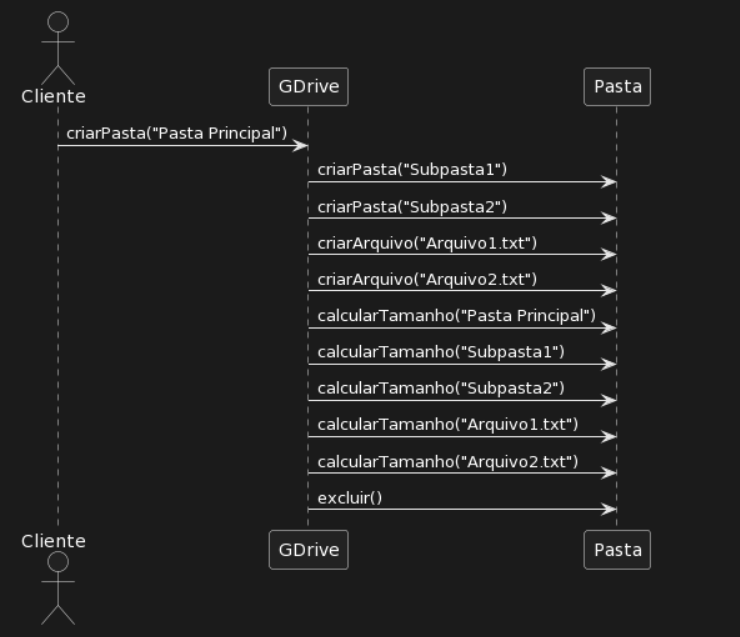 Cliente
GDrive
Pasta
criarPasta("Pasta Principal")
criarPasta("Subpasta1")
criarPasta("Subpasta2")
criarArquivo("Arquivo1.txt")
criarArquivo("Arquivo2.txt")
calcularTamanho("Pasta Principal")
calcularTamanho("Subpasta1")
calcularTamanho("Subpasta2")
calcularTamanho("Arquivo1.txt")
calcularTamanho("Arquivo2.txt")
excluir()
Cliente
GDrive
Pasta